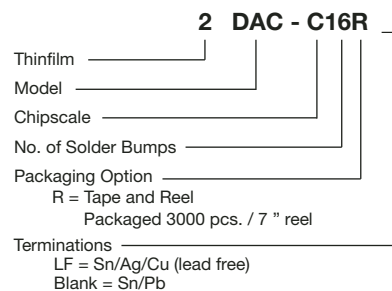 2 DAC - C16R
Thinfilm
Model
Chipscale
No. of Solder Bumps
Packaging Option
R = Tape and Reel
Packaged 3000 pcs. / 7 ” reel
Terminations
LF = Sn/Ag/Cu (lead free)
Blank = Sn/Pb